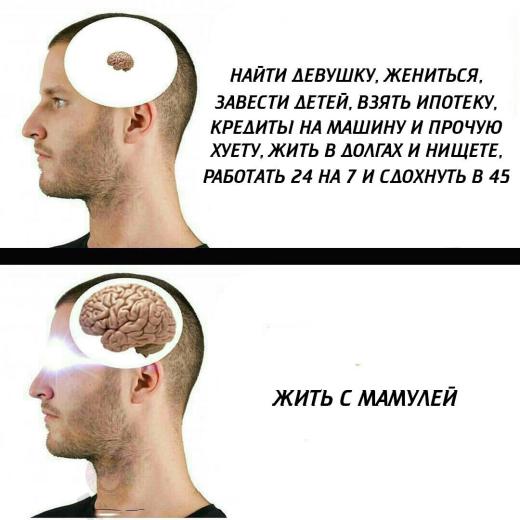 НАЙТИ ДЕВУШКУ, ЖЕНИТЬСЯ,
ЗАВЕСТИ ДЕТЕЙ, ВЗЯТЬ ИПОТЕКУ,
КРЕДИТЫ НА МАШИНУ И ПРОЧУЮ
ХУЕТУ, ЖИТЬ В ДОЛГАХ И НИЩЕТЕ,
РАБОТАТЬ 24 НА 7 И СДОХНУТЬ В 45
ЖИТЬ С МАМУЛЕЙ